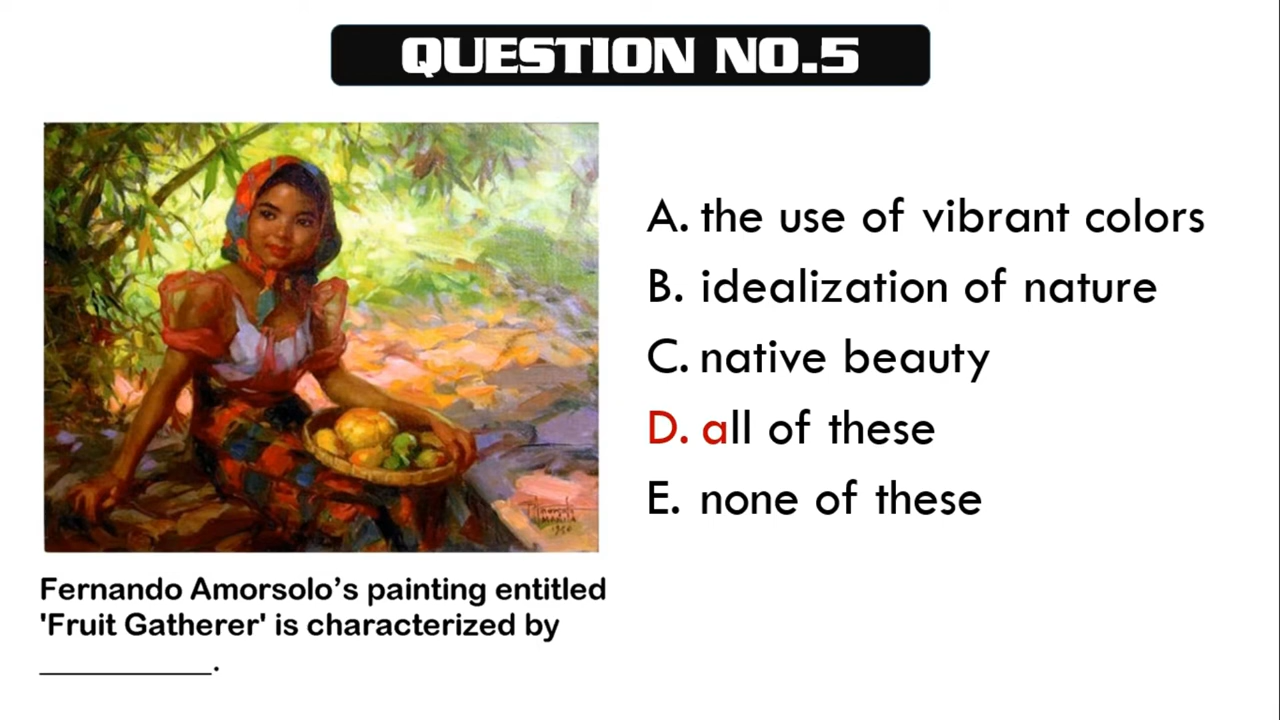 QUESTION NO.5
A. the use of vibrant colors
B. idealization of nature
C. native beauty
D. all of these
E. none of these
Fernando Amorsolo’s painting entitled
'Fruit Gatherer' is characterized by
____________.